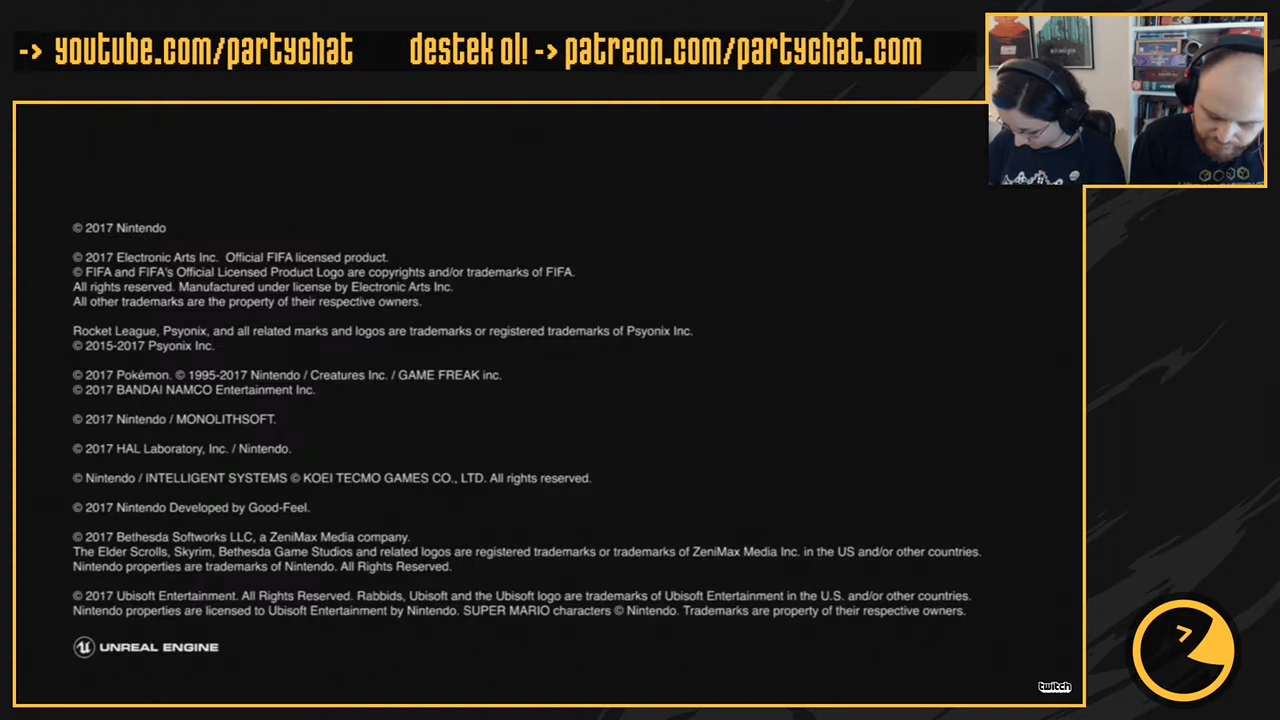 -> youtube.com/partychat destek ol! -> patreon.com/partychat.com
© 2017 Nintendo
© 2017 Electronic Arts Inc. Official FIFA licensed product.
© FIFA and FIFA's Official Licensed Product Logo are copyrights and/or trademarks of FIFA.
All rights reserved. Manufactured under license by Electronic Arts Inc.
All other trademarks are the property of their respective owners.
Rocket League, Psyonix, and all related marks and logos are trademarks or registered trademarks of Psyonix Inc.
© 2015-2017 Psyonix Inc.
© 2017 Pokémon. © 1995-2017 Nintendo / Creatures Inc. / GAME FREAK inc.
© 2017 BANDAI NAMCO Entertainment Inc.
© 2017 Nintendo / MONOLITHSOFT.
© 2017 HAL Laboratory, Inc. / Nintendo.
© Nintendo / INTELLIGENT SYSTEMS © KOEI TECMO GAMES CO., LTD. All rights reserved.
© 2017 Nintendo Developed by Good-Feel.
© 2017 Bethesda Softworks LLC, a ZeniMax Media company.
The Elder Scrolls, Skyrim, Bethesda Game Studios and related logos are registered trademarks or trademarks of ZeniMax Media Inc. in the US and/or other countries.
Nintendo properties are trademarks of Nintendo. All Rights Reserved.
© 2017 Ubisoft Entertainment. All Rights Reserved. Rabbids, Ubisoft and the Ubisoft logo are trademarks of Ubisoft Entertainment in the U.S. and/or other countries.
Nintendo properties are licensed to Ubisoft Entertainment by Nintendo. SUPER MARIO characters © Nintendo. Trademarks are property of their respective owners.
UNREAL ENGINE
twitch